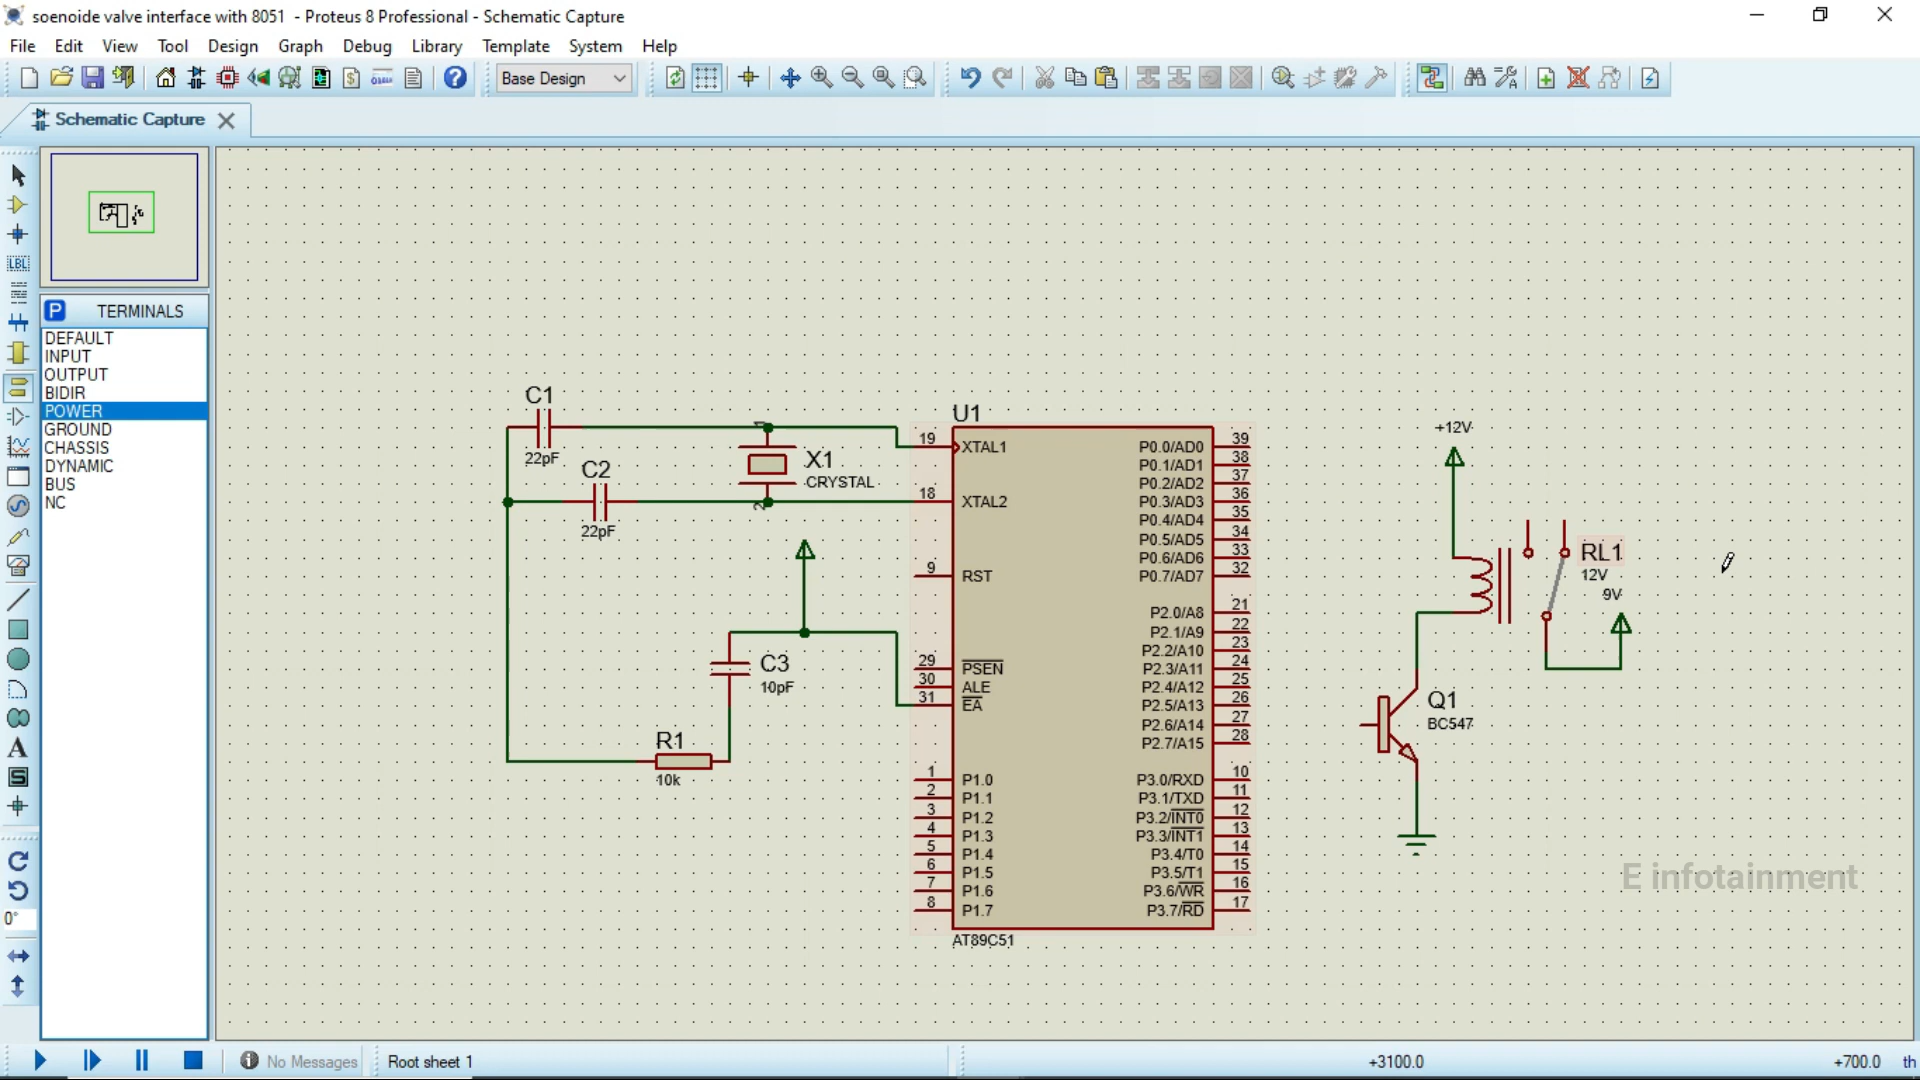 soenoide valve interface with 8051 - Proteus 8 Professional - Schematic Capture
File Edit View Tool Design Graph Debug Library Template System Help
Base Design
Schematic Capture
LBL
P TERMINALS
DEFAULT
INPUT
OUTPUT
BIDIR
POWER
GROUND
CHASSIS
DYNAMIC
BUS
NC
A
S
0°
C1
22pF
C2
22pF
1
X1
CRYSTAL
2
C3
10pF
R1
10k
U1
19 XTAL1
18 XTAL2
9 RST
29 PSEN
30 ALE
31 EA
1 P1.0
2 P1.1
3 P1.2
4 P1.3
5 P1.4
6 P1.5
7 P1.6
8 P1.7
P0.0/AD0 39
P0.1/AD1 38
P0.2/AD2 37
P0.3/AD3 36
P0.4/AD4 35
P0.5/AD5 34
P0.6/AD6 33
P0.7/AD7 32
P2.0/A8 21
P2.1/A9 22
P2.2/A10 23
P2.3/A11 24
P2.4/A12 25
P2.5/A13 26
P2.6/A14 27
P2.7/A15 28
P3.0/RXD 10
P3.1/TXD 11
P3.2/INT0 12
P3.3/INT1 13
P3.4/T0 14
P3.5/T1 15
P3.6/WR 16
P3.7/RD 17
AT89C51
+12V
RL1
12V
9V
Q1
BC547
E infotainment
No Messages
Root sheet 1
+3100.0
+700.0
th